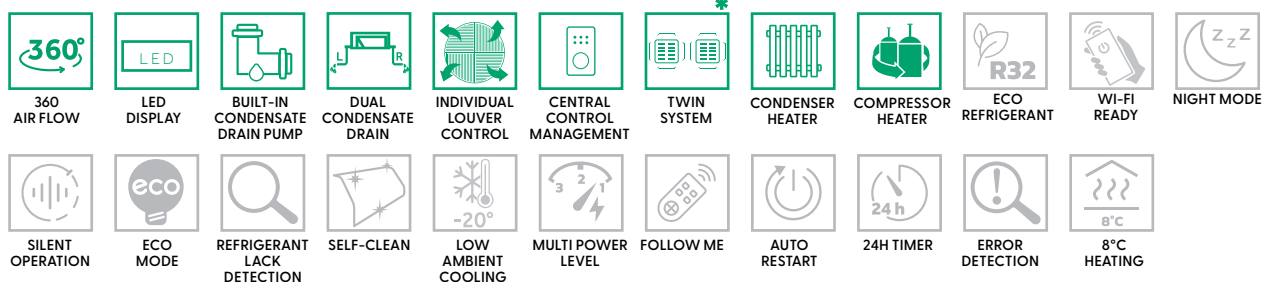 *
360°
LED
L R
R32
Z Z Z
360
AIR FLOW
LED
DISPLAY
BUILT-IN
CONDENSATE
DRAIN PUMP
DUAL
CONDENSATE
DRAIN
INDIVIDUAL
LOUVER
CONTROL
CENTRAL
CONTROL
MANAGEMENT
TWIN
SYSTEM
CONDENSER
HEATER
COMPRESSOR
HEATER
ECO
REFRIGERANT
WI-FI
READY
NIGHT MODE
eco
-20°
3 2 1
24h
8°C
SILENT
OPERATION
ECO
MODE
REFRIGERANT
LACK
DETECTION
SELF-CLEAN
LOW
AMBIENT
COOLING
MULTI POWER
LEVEL
FOLLOW ME
AUTO
RESTART
24H TIMER
ERROR
DETECTION
8°C
HEATING